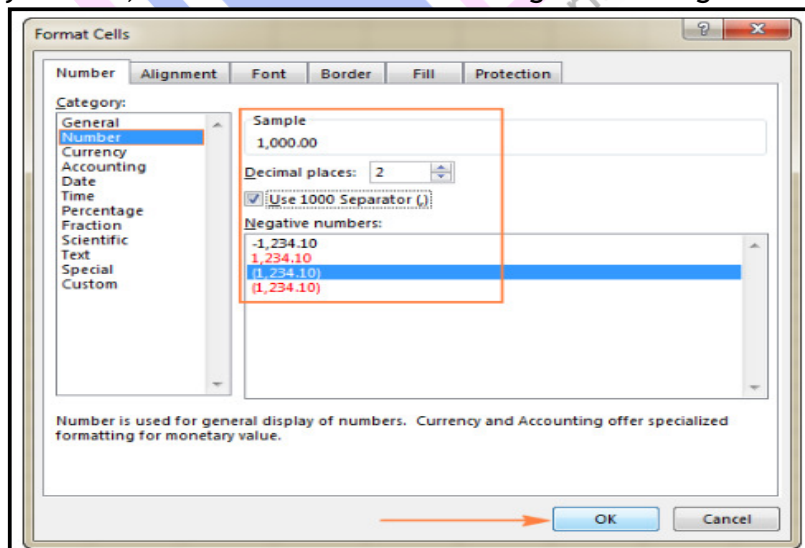 Format Cells
Number Alignment Font Border Fill Protection
Category:
General
Number
Currency
Accounting
Date
Time
Percentage
Fraction
Scientific
Text
Special
Custom
Sample
1,000.00
Decimal places: 2
Use 1000 Separator (,)
Negative numbers:
-1,234.10
1,234.10
(1,234.10)
(1,234.10)
Number is used for general display of numbers. Currency and Accounting offer specialized
formatting for monetary value.
OK Cancel